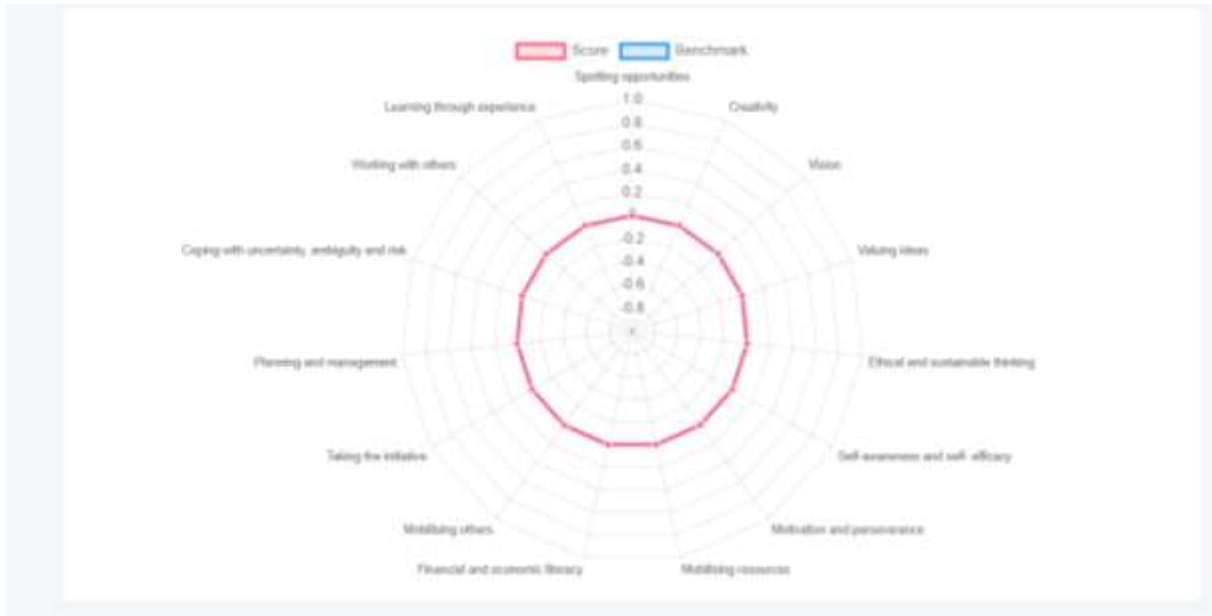 Score Benchmark
Spotting opportunities
Learning through experience
Creativity
Working with others
Vision
Coping with uncertainty, ambiguity and risk
Valuing ideas
Planning and management
Ethical and sustainable thinking
Taking the initiative
Self-awareness and self- efficacy
Mobilising others
Motivation and perseverance
Financial and economic literacy
Mobilising resources
1.0
0.8
0.6
0.4
0.2
0
-0.2
-0.4
-0.6
-0.8